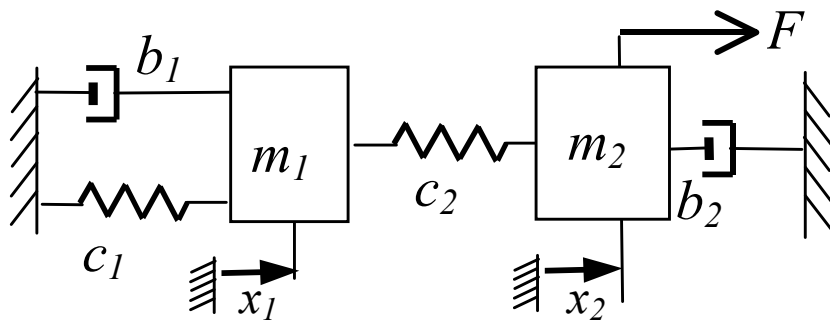 b₁
F
m₁
m₂
c₂
b₂
c₁
x₁
x₂